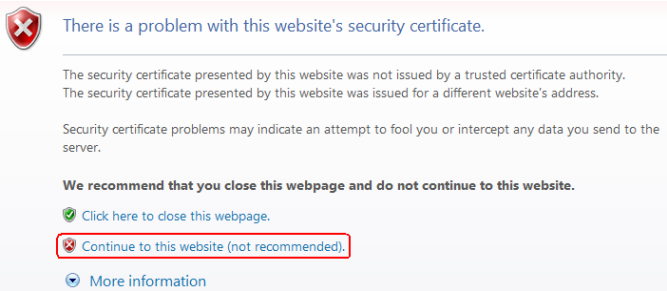 There is a problem with this website's security certificate.
The security certificate presented by this website was not issued by a trusted certificate authority.
The security certificate presented by this website was issued for a different website's address.
Security certificate problems may indicate an attempt to fool you or intercept any data you send to the
server.
We recommend that you close this webpage and do not continue to this website.
Click here to close this webpage.
Continue to this website (not recommended).
More information